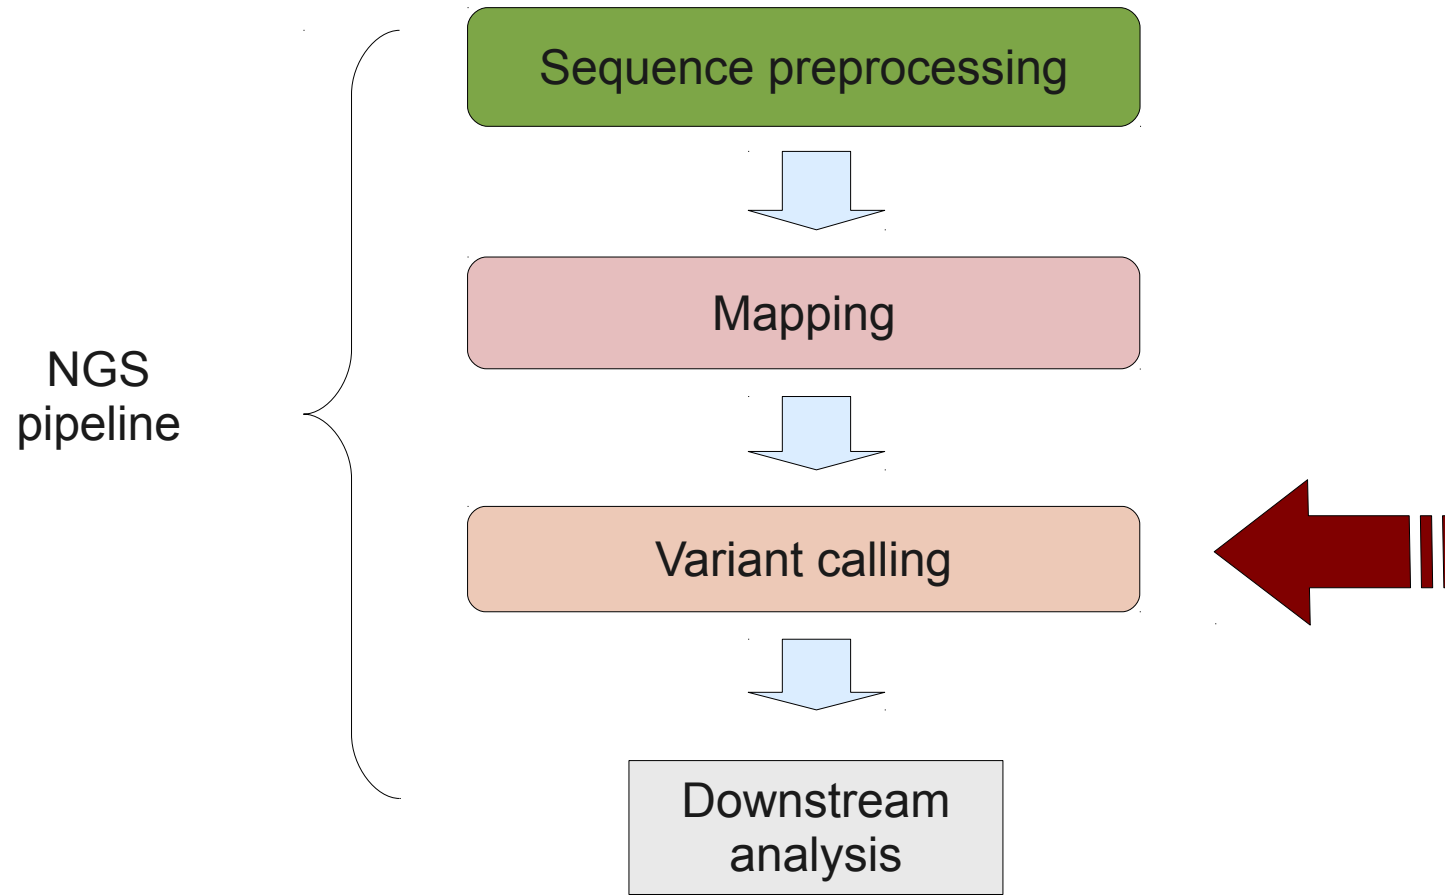 Sequence preprocessing
Mapping
NGS
pipeline
Variant calling
Downstream
analysis